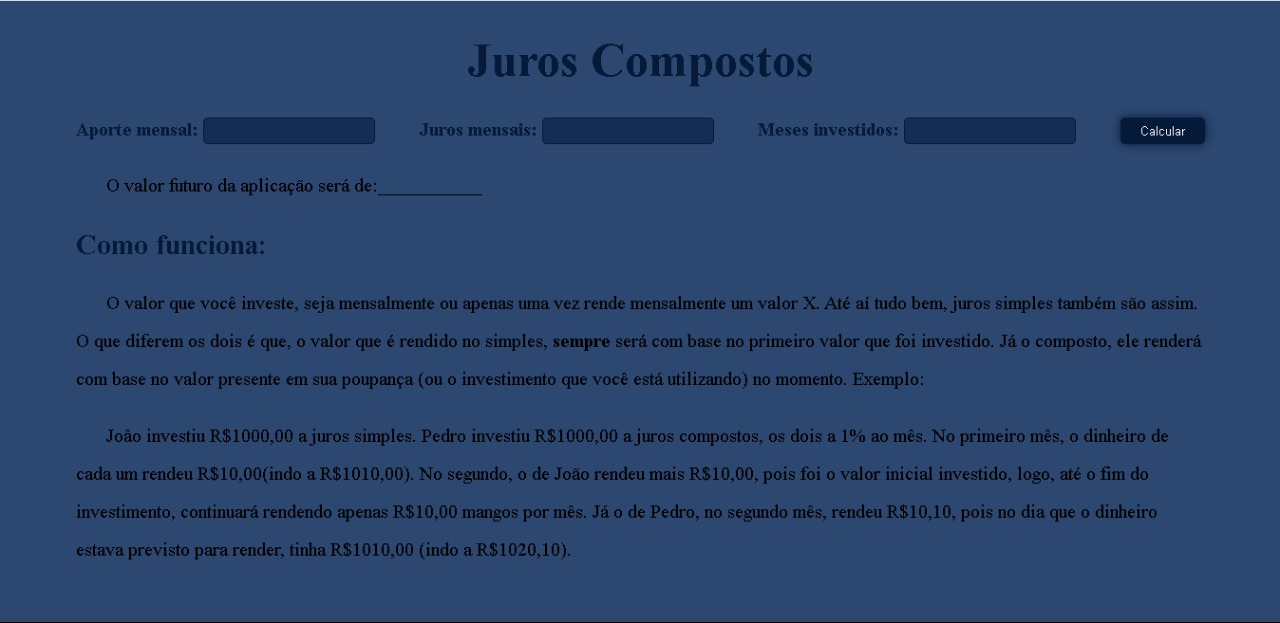 Juros Compostos
Aporte mensal: Juros mensais: Meses investidos: Calcular
O valor futuro da aplicação será de:___________
Como funciona:
O valor que você investe, seja mensalmente ou apenas uma vez rende mensalmente um valor X. Até aí tudo bem, juros simples também são assim.
O que diferem os dois é que, o valor que é rendido no simples, sempre será com base no primeiro valor que foi investido. Já o composto, ele renderá
com base no valor presente em sua poupança (ou o investimento que você está utilizando) no momento. Exemplo:
João investiu R$1000,00 a juros simples. Pedro investiu R$1000,00 a juros compostos, os dois a 1% ao mês. No primeiro mês, o dinheiro de
cada um rendeu R$10,00(indo a R$1010,00). No segundo, o de João rendeu mais R$10,00, pois foi o valor inicial investido, logo, até o fim do
investimento, continuará rendendo apenas R$10,00 mangos por mês. Já o de Pedro, no segundo mês, rendeu R$10,10, pois no dia que o dinheiro
estava previsto para render, tinha R$1010,00 (indo a R$1020,10).